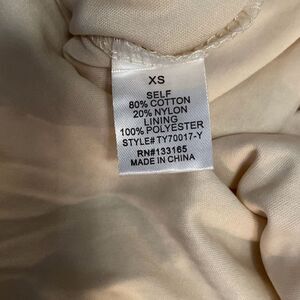 XS
SELF
80% COTTON
20% NYLON
LINING
100% POLYESTER
STYLE# TY70017-Y
RN#133165
MADE IN CHINA